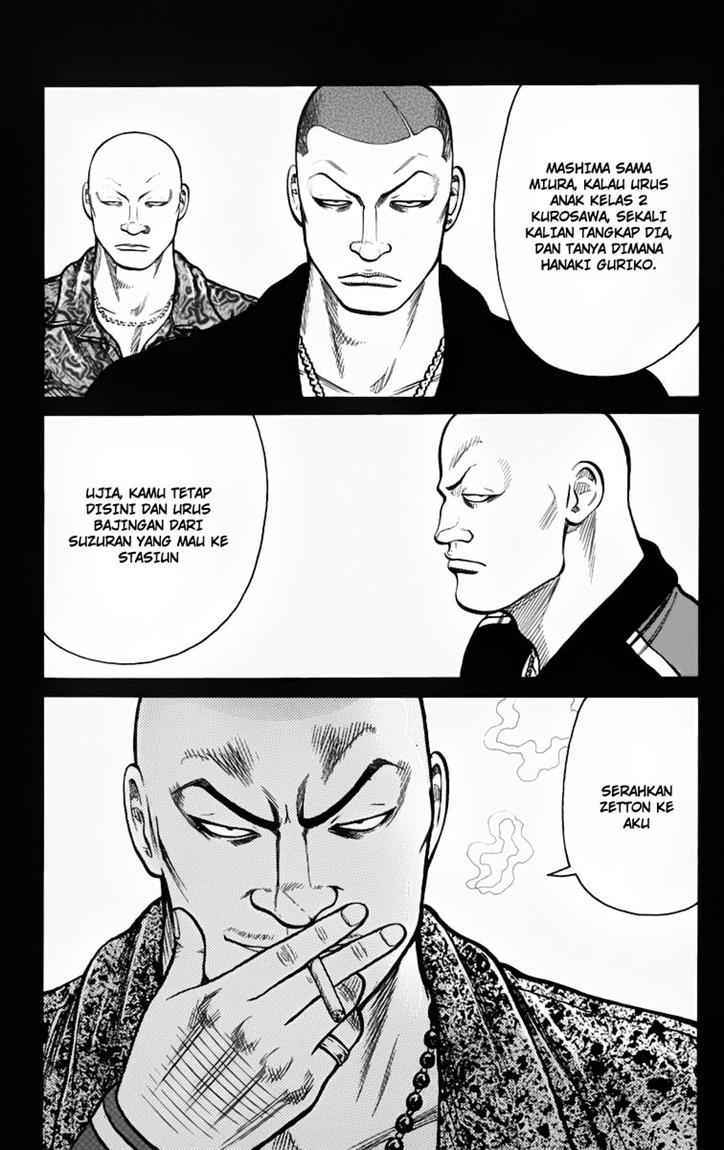 MASHIMA SAMA
MIURA, KALAU URUS
ANAK KELAS 2
KUROSAWA, SEKALI
KALIAN TANGKAP DIA,
DAN TANYA DIMANA
HANAKI GURIKO.
UJIA, KAMU TETAP
DISINI DAN URUS
BAJINGAN DARI
SUZURAN YANG MAU KE
STASIUN
SERAHKAN
ZETTON KE
AKU